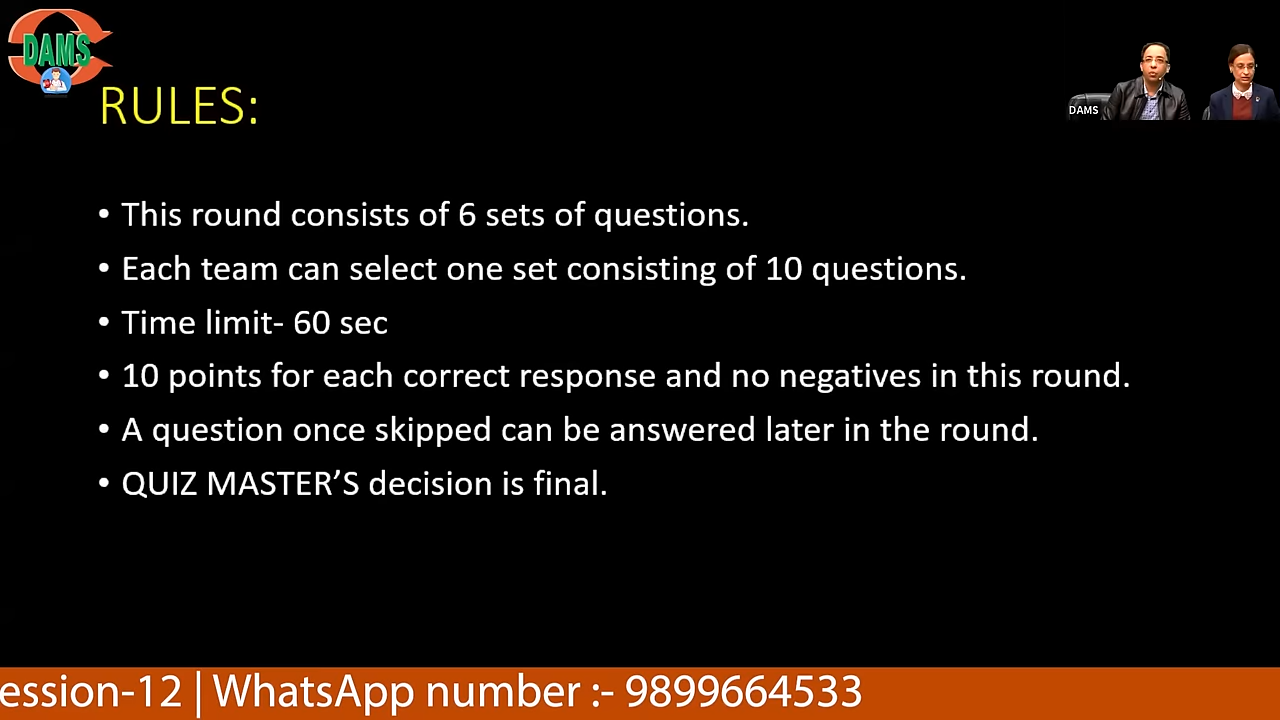 DAMS
DAMS
RULES:
• This round consists of 6 sets of questions.
• Each team can select one set consisting of 10 questions.
• Time limit- 60 sec
• 10 points for each correct response and no negatives in this round.
• A question once skipped can be answered later in the round.
• QUIZ MASTER’S decision is final.
ession-12 | WhatsApp number :- 9899664533